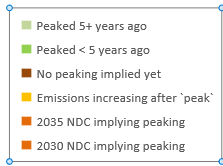 Peaked 5+ years ago
Peaked < 5 years ago
No peaking implied yet
Emissions increasing after `peak`
2035 NDC implying peaking
2030 NDC implying peaking